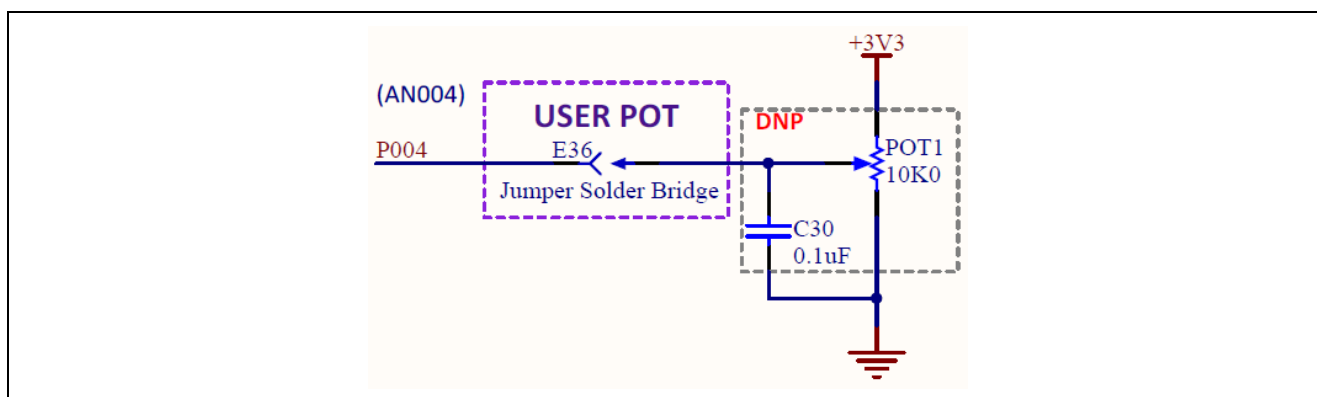 +3V3
(AN004)
USER POT
DNP
P004
E36
POT1
10K0
Jumper Solder Bridge
C30
0.1uF